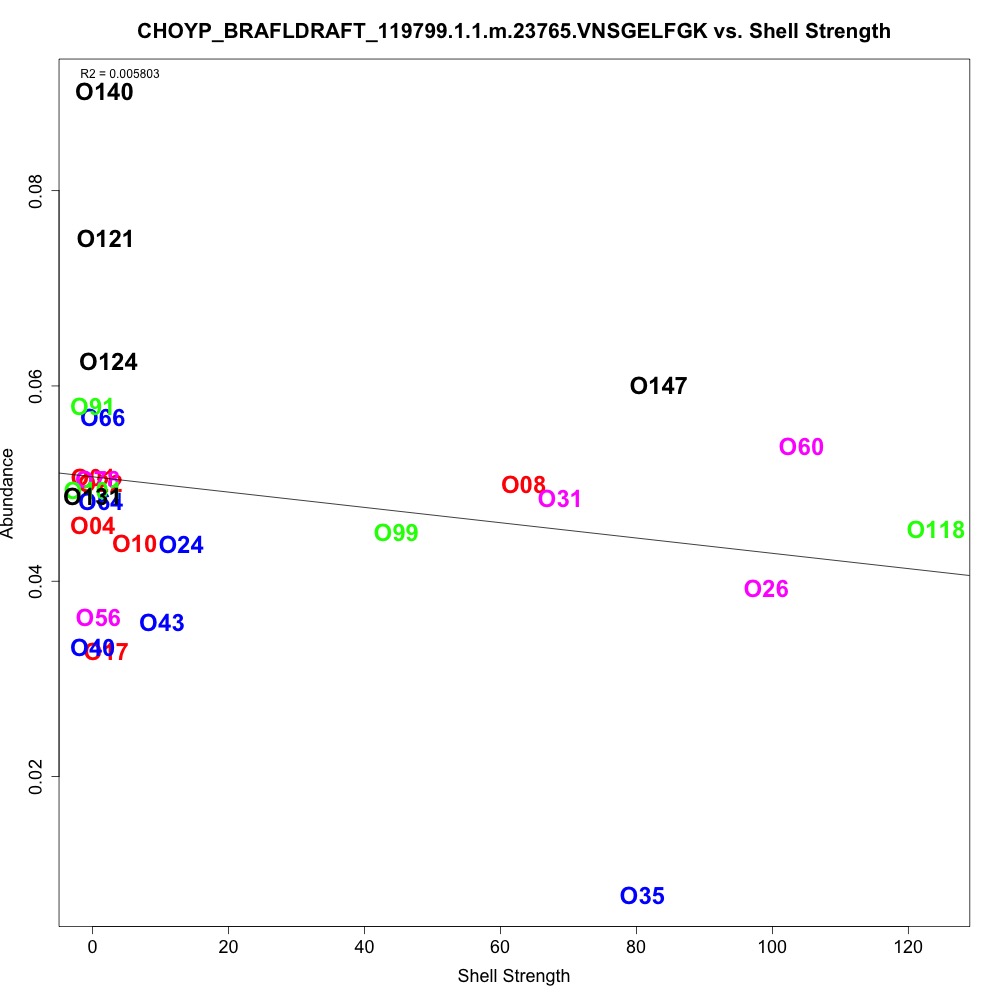 CHOYP_BRAFLDRAFT_119799.1.1.m.23765.VNSGELFGK vs. Shell Strength
R2 = 0.005803
O140
O121
O124
O147
O91
O66
O60
O08
O31
O131
O64
O04
O10
O24
O99
O118
O26
O56
O43
O40
O17
O35
Abundance
0.08
0.06
0.04
0.02
0 20 40 60 80 100 120
Shell Strength